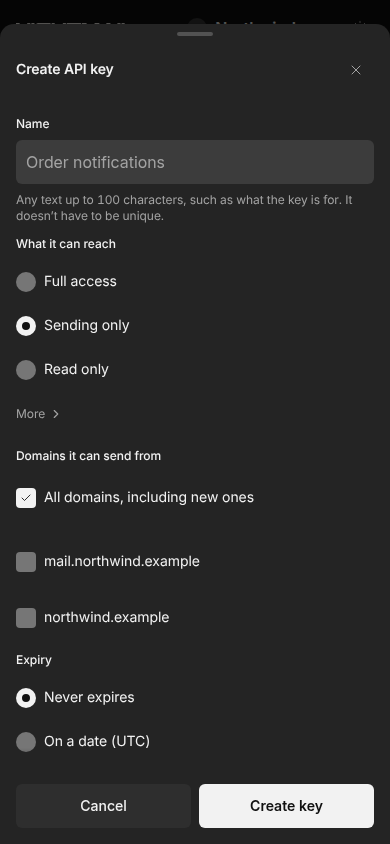 Create API key
Name
Order notifications
Any text up to 100 characters, such as what the key is for. It
doesn’t have to be unique.
What it can reach
Full access
Sending only
Read only
More
Domains it can send from
All domains, including new ones
mail.northwind.example
northwind.example
Expiry
Never expires
On a date (UTC)
Cancel
Create key